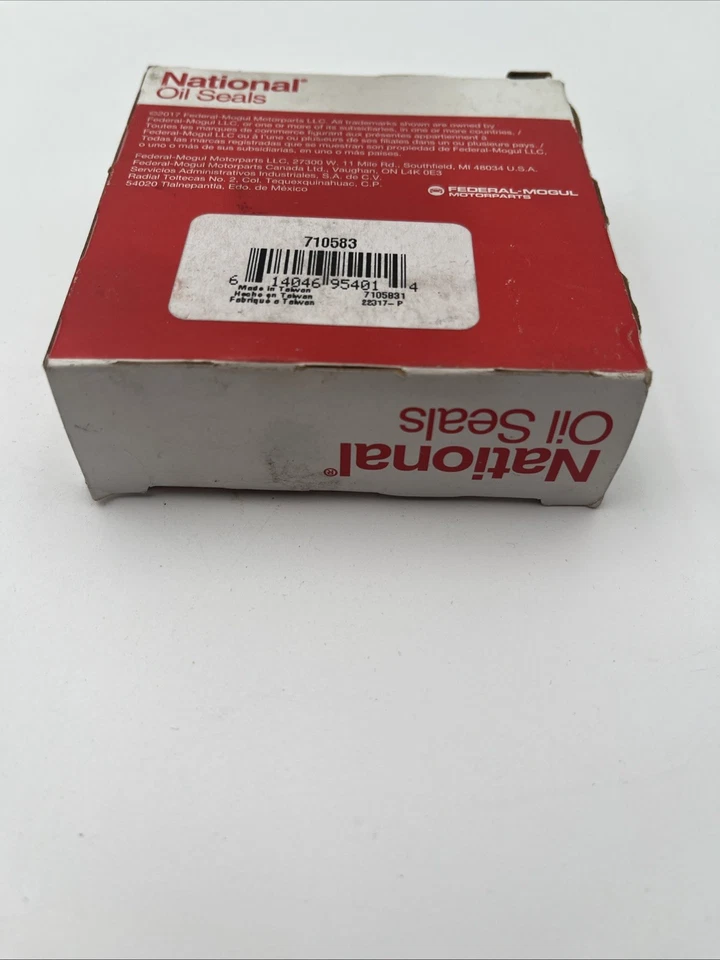 National®
Oil Seals
©2017 Federal-Mogul Motorparts LLC. All trademarks shown are owned by
Federal-Mogul LLC, or one or more of its subsidiaries, in one or more countries. /
Toutes les marques de commerce figurant aux présentes appartiennent à
Federal-Mogul LLC ou à l'une ou plusieurs de ses filiales dans un ou plusieurs pays. /
Todas las marcas registradas que se muestran son propiedad de Federal-Mogul LLC,
o uno o más de sus subsidiarias, en uno o más países.
Federal-Mogul Motorparts LLC, 27300 W. 11 Mile Rd., Southfield, MI 48034 U.S.A.
Federal-Mogul Motorparts Canada Ltd., Vaughan, ON L4K 0E3
Servicios Administrativos Industriales, S.A. de C.V.
Radial Toltecas No. 2, Col. Tequexquinahuac, C.P.
54020 Tlalnepantla, Edo. de México
FEDERAL-MOGUL
MOTORPARTS
710583
6 14046 95401 4
Made in Taiwan
Hecho en Taiwan
Fabriqué a Taiwan
7105831
22317- P
National®
Oil Seals